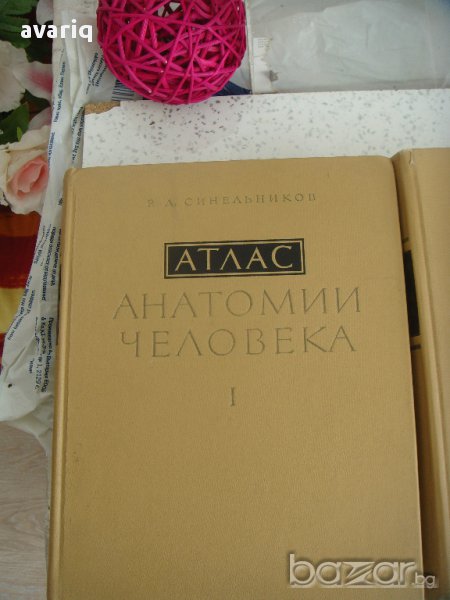 avariq
Р. Д. СИНЕЛЬНИКОВ
АТЛАС
АНАТОМИИ
ЧЕЛОВЕКА
I
bazar.bg